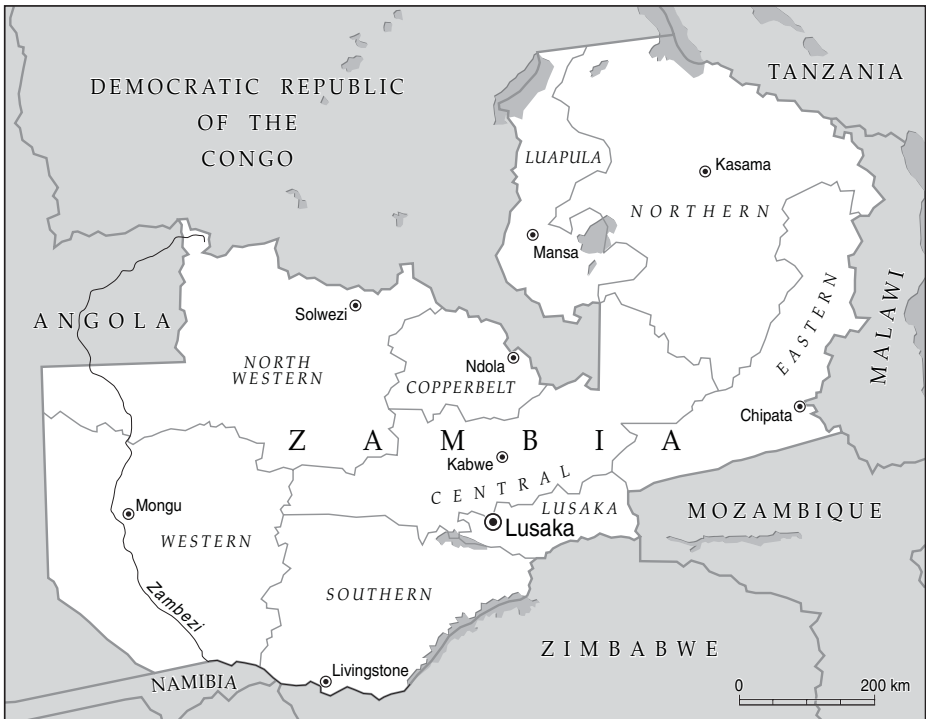 DEMOCRATIC REPUBLIC
OF THE
CONGO
TANZANIA
LUAPULA
Kasama
NORTHERN
Mansa
ANGOLA
Solwezi
EASTERN
MALAWI
NORTH
WESTERN
Ndola
COPPERBELT
Chipata
ZAMBIA
Kabwe
CENTRAL
Mongu
LUSAKA
Lusaka
MOZAMBIQUE
WESTERN
Zambezi
SOUTHERN
ZIMBABWE
Livingstone
NAMIBIA
0 200 km